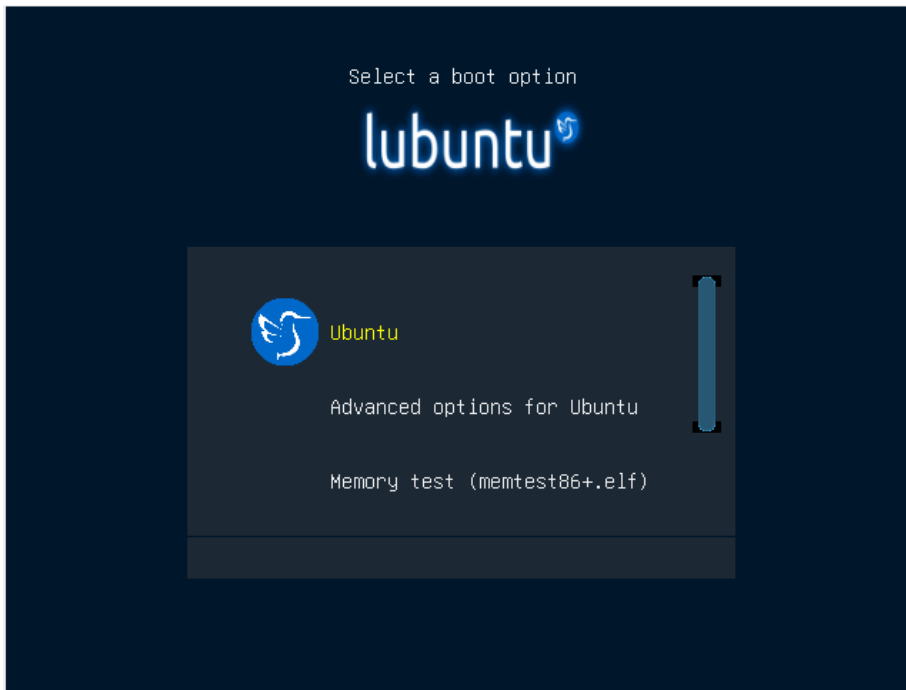 Select a boot option
lubuntu
Ubuntu
Advanced options for Ubuntu
Memory test (memtest86+.elf)